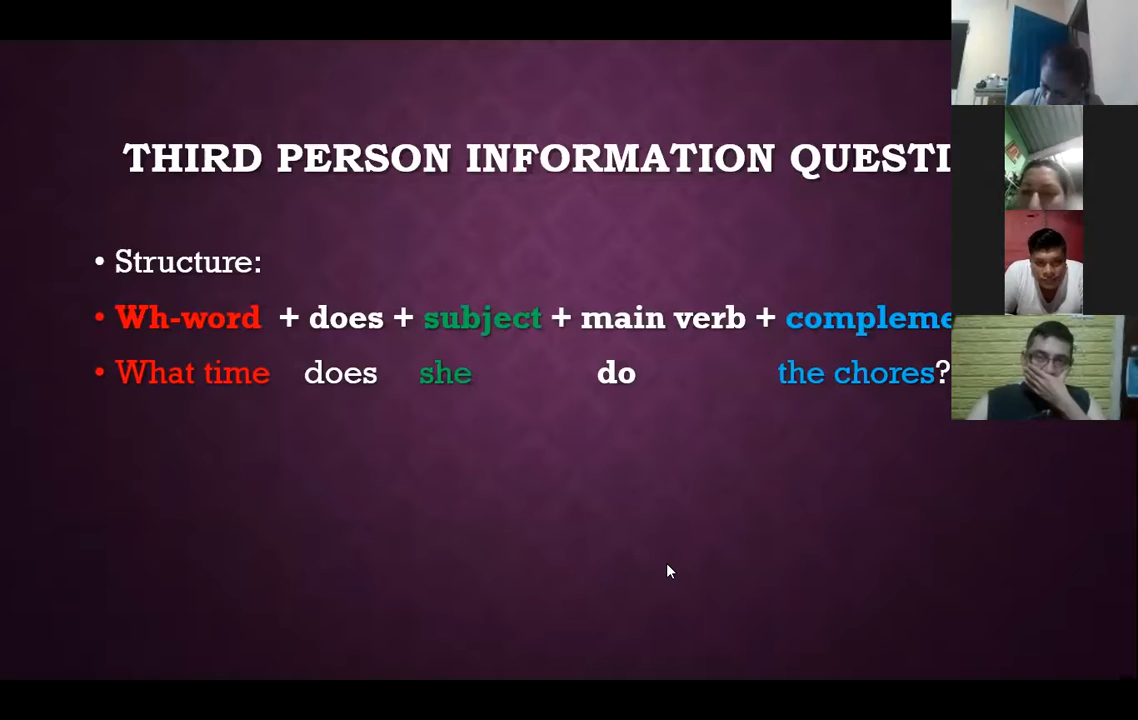 THIRD PERSON INFORMATION QUESTI
• Structure:
• Wh-word + does + subject + main verb + compleme
• What time does she do the chores?